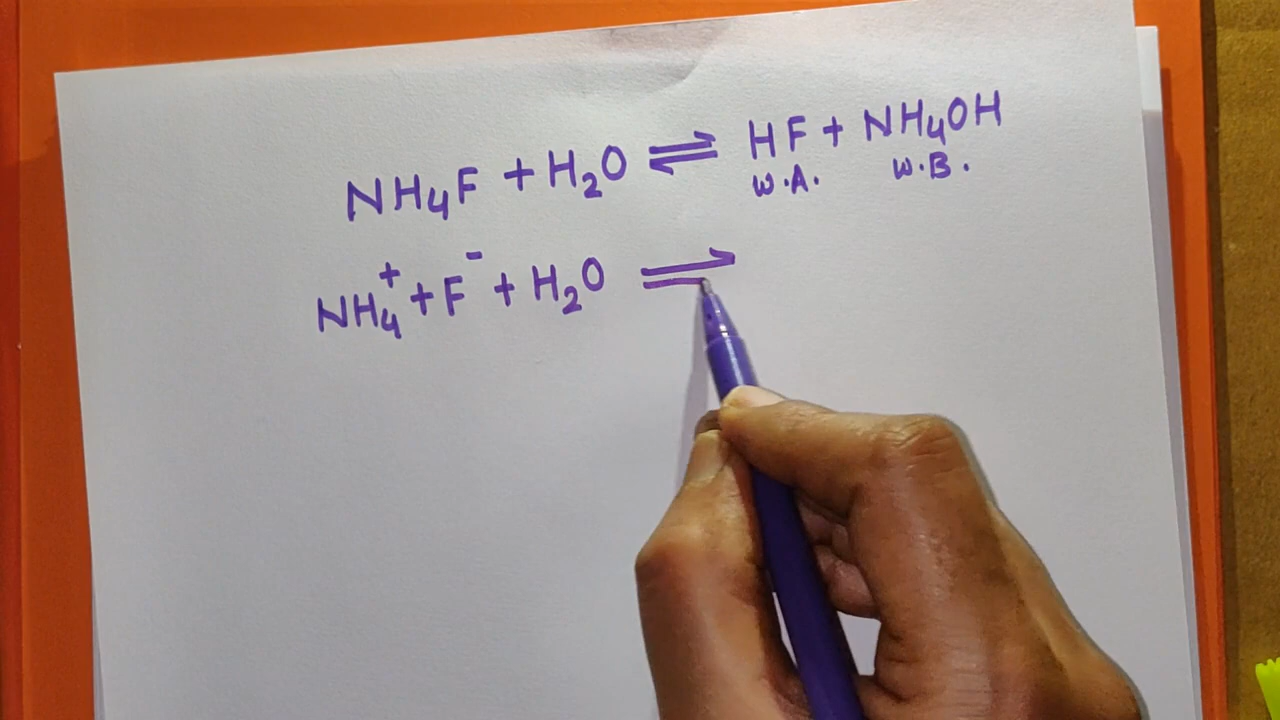 NH₄F + H₂O ⇌ HF + NH₄OH
W.A. W.B.
NH₄⁺ + F⁻ + H₂O ⇌